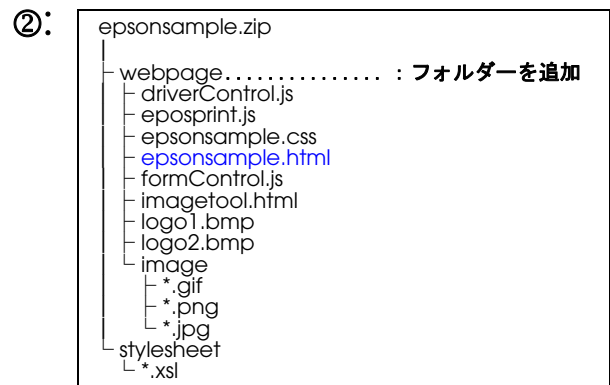 ②:
epsonsample.zip
webpage............... : フォルダーを追加
driverControl.js
eposprint.js
epsonsample.css
epsonsample.html
formControl.js
imagetool.html
logo1.bmp
logo2.bmp
image
*.gif
*.png
*.jpg
stylesheet
*.xsl